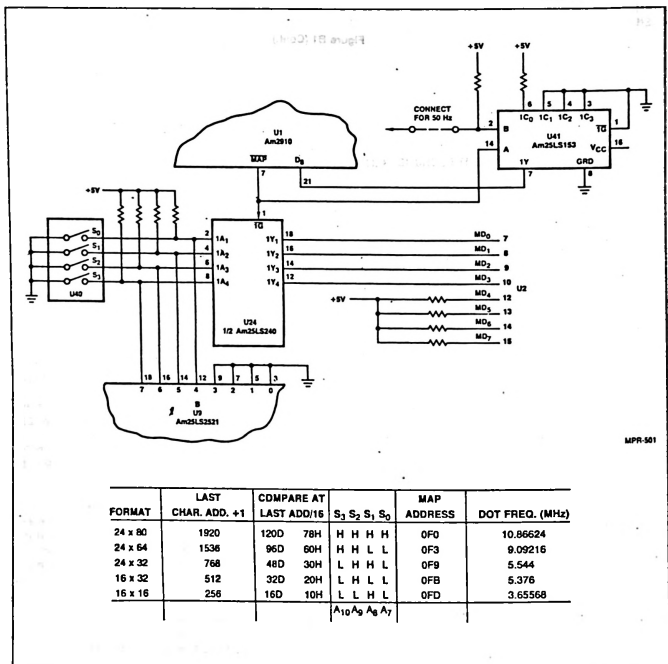 +5V +5V
CONNECT
FOR 50 Hz
6 5 4 3
1C0 1C1 1C2 1C3
2 B 1G 1
U41
Am25LS153
14 A VCC 16
1Y GRD
7 8
U1
Am2910
MAP D8
7 21
+5V
1
1G
S0 2 1A1 1Y1 18 MD0 7
S1 4 1A2 1Y2 16 MD1 8
S2 6 1A3 1Y3 14 MD2 9
S3 8 1A4 1Y4 12 MD3 10 U2
U40
U24
1/2 Am25LS240
+5V MD4 12
MD5 13
MD6 14
MD7 15
18 16 14 12 9 7 5 3
7 6 5 4 3 2 1 0
B
U9
Am25LS2521
MPR-501
FORMAT LAST CHAR. ADD. +1 COMPARE AT LAST ADD/16 S3 S2 S1 S0 MAP ADDRESS DOT FREQ. (MHz)
24 x 80 1920 120D 78H H H H H 0F0 10.86624
24 x 64 1536 96D 60H H H L L 0F3 9.09216
24 x 32 768 48D 30H L H H L 0F9 5.544
16 x 32 512 32D 20H L H L L 0FB 5.376
16 x 16 256 16D 10H L L H L 0FD 3.65568
A10 A9 A8 A7